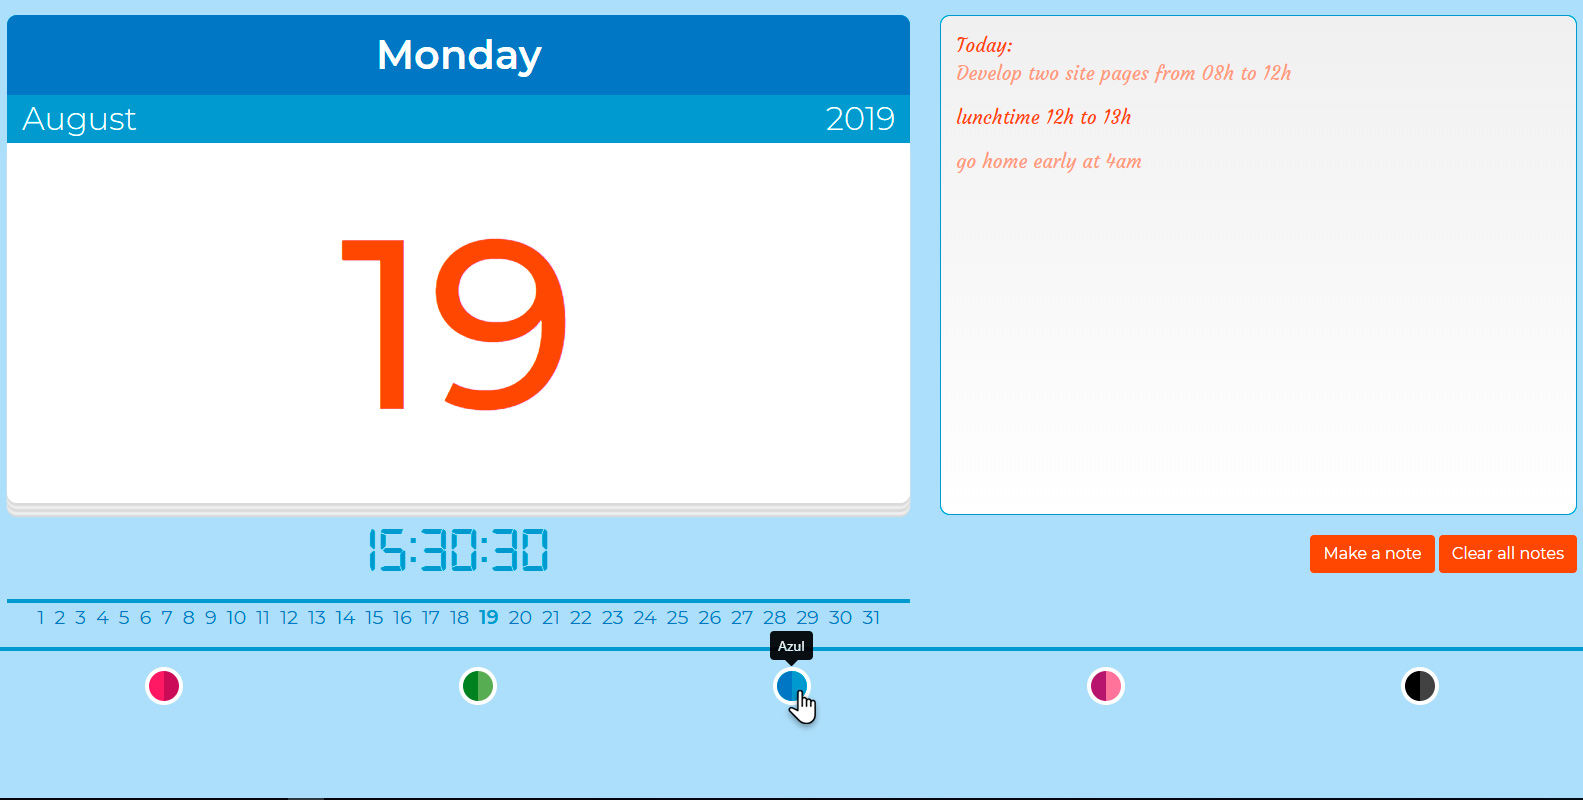 Monday
August 2019
19
15:30:30
1 2 3 4 5 6 7 8 9 10 11 12 13 14 15 16 17 18 19 20 21 22 23 24 25 26 27 28 29 30 31
Azul
Today:
Develop two site pages from 08h to 12h
lunchtime 12h to 13h
go home early at 4am
Make a note Clear all notes